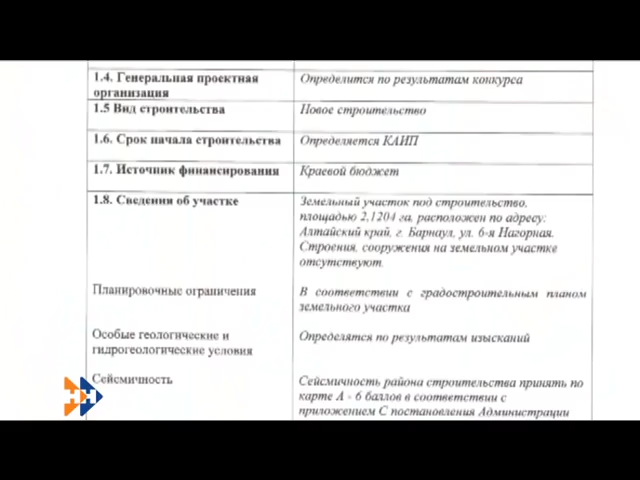 1.4. Генеральная проектная
организация
Определится по результатам конкурса
1.5 Вид строительства
Новое строительство
1.6. Срок начала строительства
Определяется КАИП
1.7. Источник финансирования
Краевой бюджет
1.8. Сведения об участке
Земельный участок под строительство,
площадью 2,1204 га, расположен по адресу:
Алтайский край, г. Барнаул, ул. 6-я Нагорная.
Строения, сооружения на земельном участке
отсутствуют.
Планировочные ограничения
В соответствии с градостроительным планом
земельного участка
Особые геологические и
гидрогеологические условия
Определятся по результатам изысканий
Сейсмичность
Сейсмичность района строительства принять по
карте А - 6 баллов в соответствии с
приложением С постановления Администрации
НН